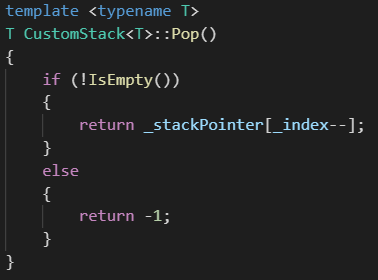 template <typename T>
T CustomStack<T>::Pop()
{
    if (!IsEmpty())
    {
        return _stackPointer[_index--];
    }
    else
    {
        return -1;
    }
}